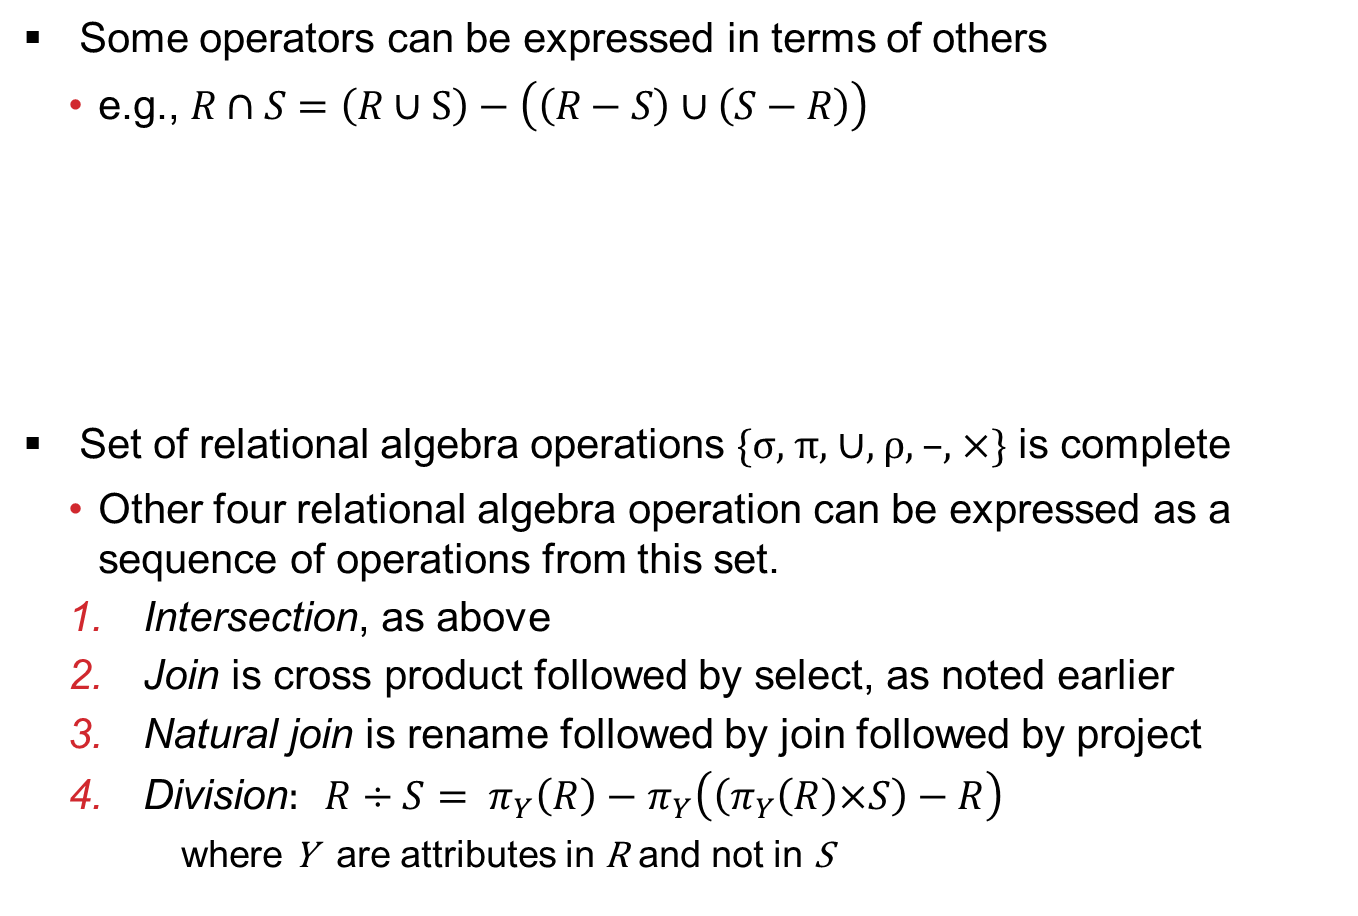 ▪ Some operators can be expressed in terms of others
• e.g., R ∩ S = (R ∪ S) − ((R − S) ∪ (S − R))
▪ Set of relational algebra operations {σ, π, ∪, ρ, –, ×} is complete
• Other four relational algebra operation can be expressed as a
sequence of operations from this set.
1. Intersection, as above
2. Join is cross product followed by select, as noted earlier
3. Natural join is rename followed by join followed by project
4. Division: R ÷ S = π_Y(R) − π_Y((π_Y(R)×S) − R)
where Y are attributes in R and not in S